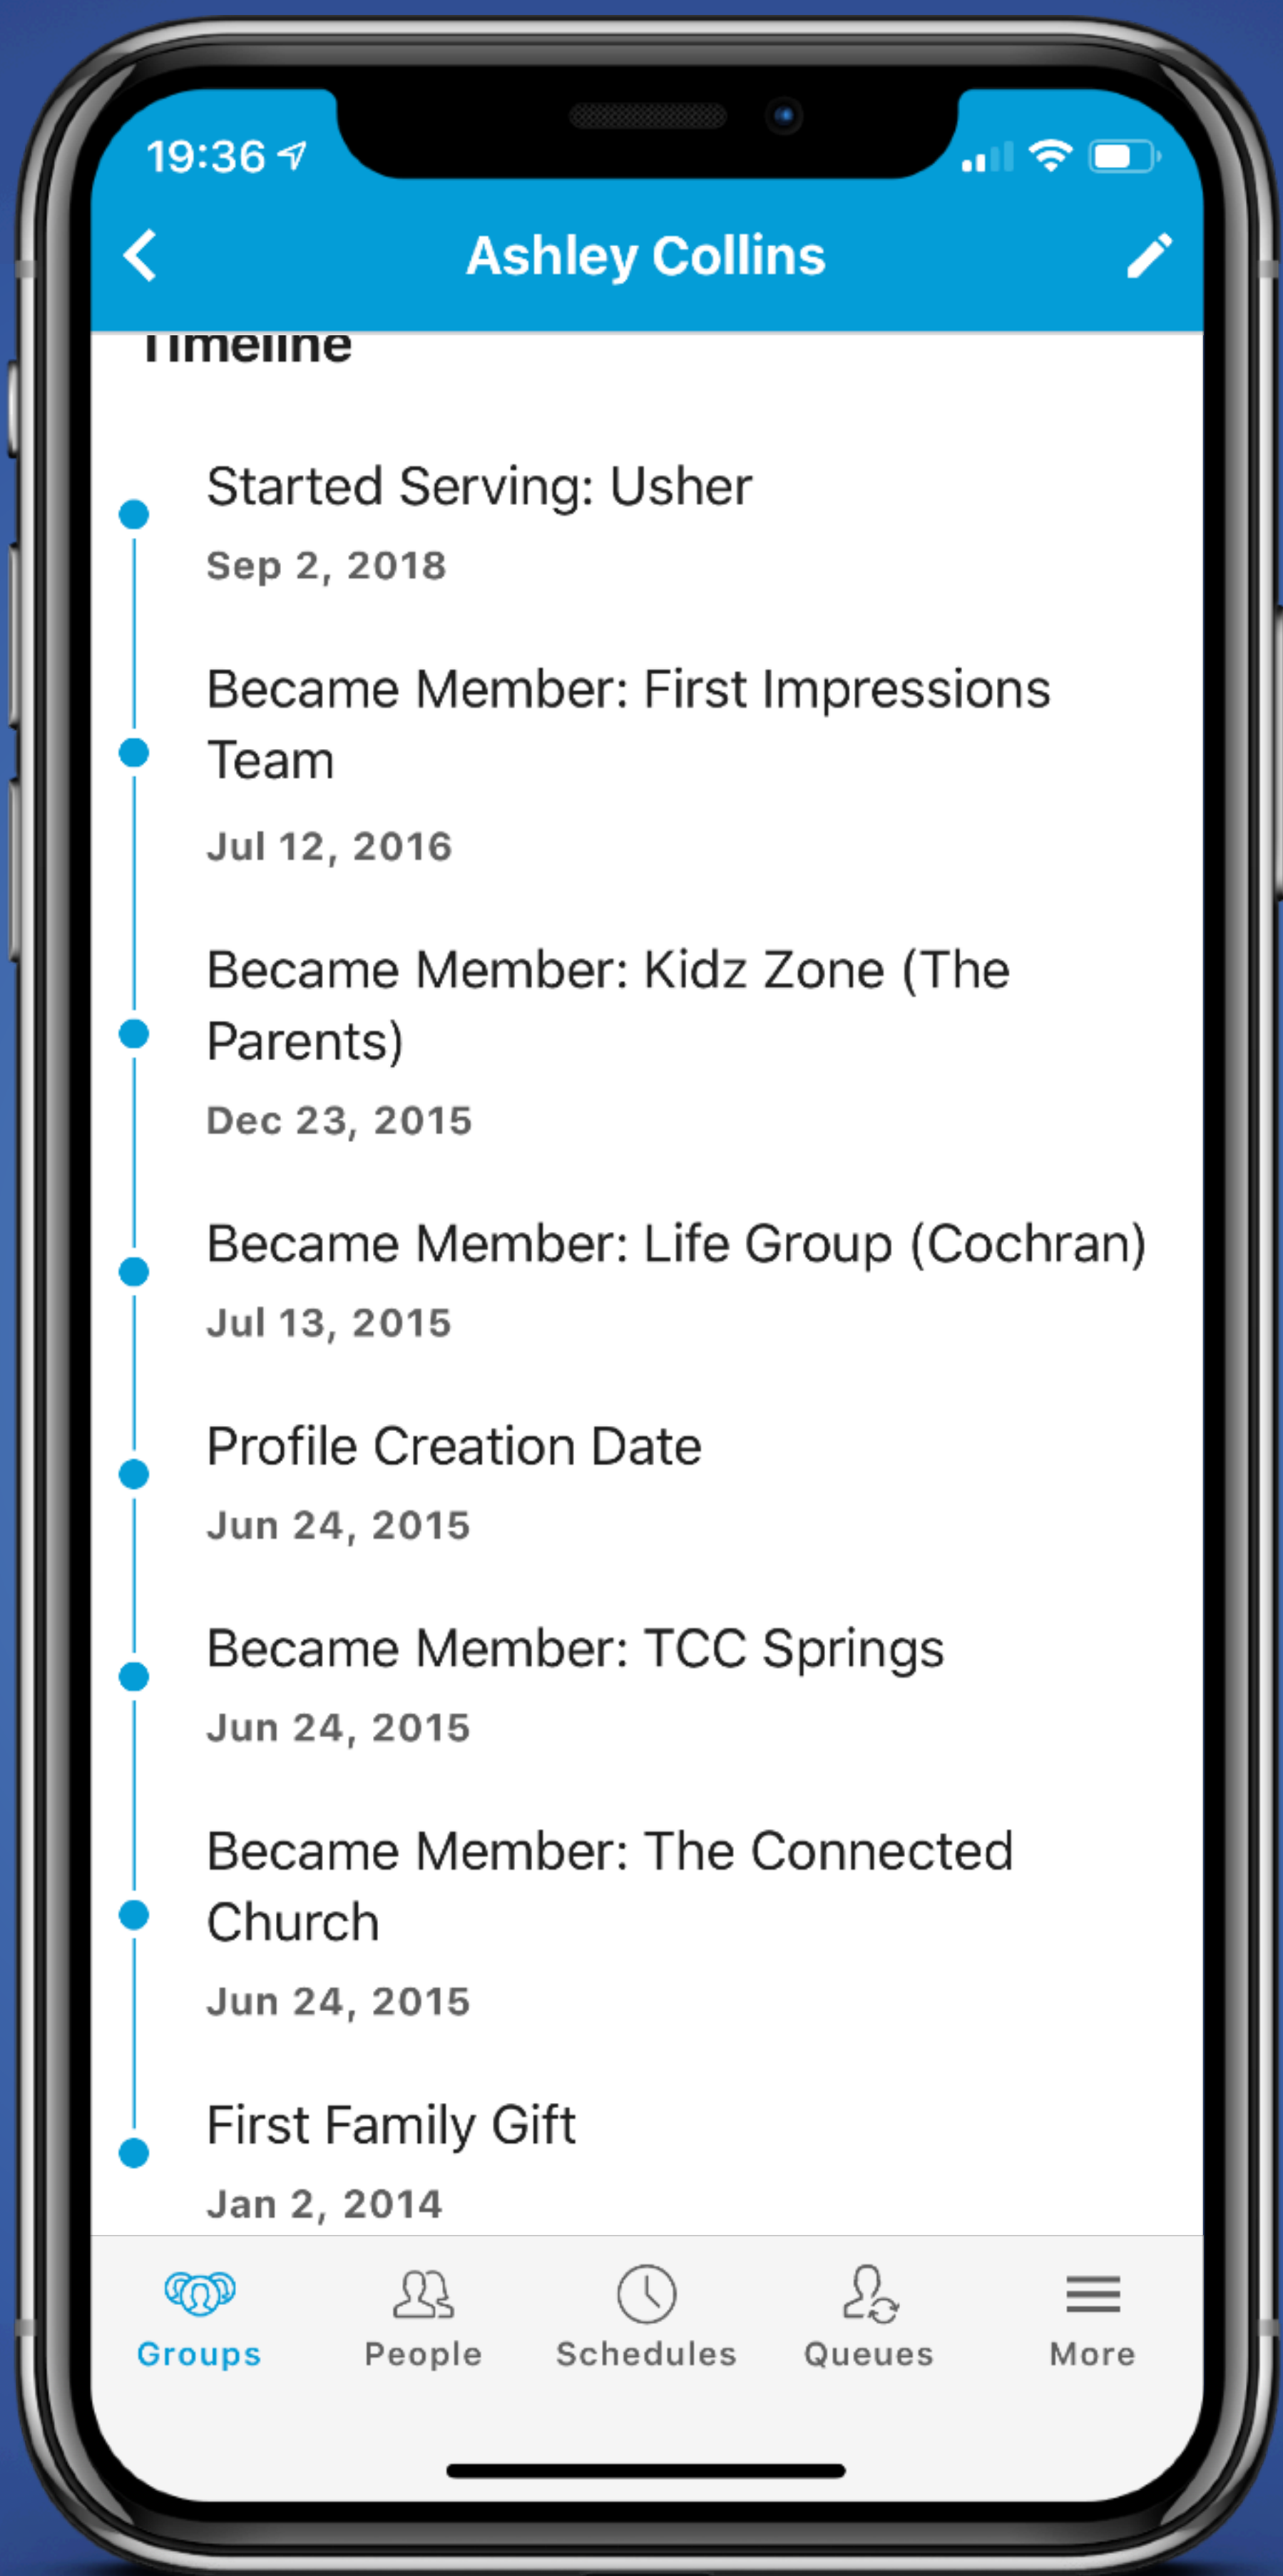 19:36
Ashley Collins
Timeline
Started Serving: Usher
Sep 2, 2018
Became Member: First Impressions
Team
Jul 12, 2016
Became Member: Kidz Zone (The
Parents)
Dec 23, 2015
Became Member: Life Group (Cochran)
Jul 13, 2015
Profile Creation Date
Jun 24, 2015
Became Member: TCC Springs
Jun 24, 2015
Became Member: The Connected
Church
Jun 24, 2015
First Family Gift
Jan 2, 2014
Groups People Schedules Queues More